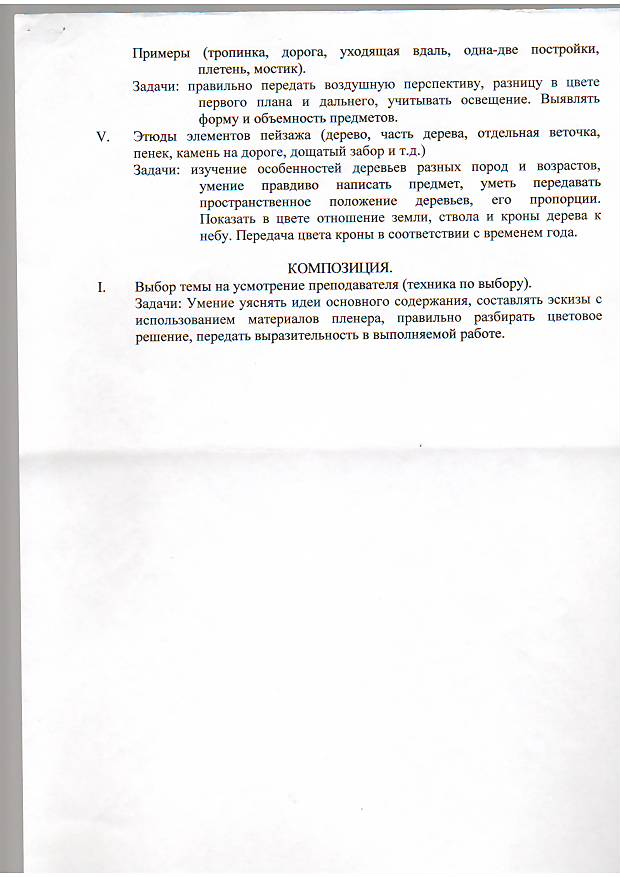 Примеры (тропинка, дорога, уходящая вдаль, одна-две постройки,
плетень, мостик).
Задачи: правильно передать воздушную перспективу, разницу в цвете
первого плана и дальнего, учитывать освещение. Выявлять
форму и объемность предметов.
V. Этюды элементов пейзажа (дерево, часть дерева, отдельная веточка,
пенек, камень на дороге, дощатый забор и т.д.)
Задачи: изучение особенностей деревьев разных пород и возрастов,
умение правдиво написать предмет, уметь передавать
пространственное положение деревьев, его пропорции.
Показать в цвете отношение земли, ствола и кроны дерева к
небу. Передача цвета кроны в соответствии с временем года.
КОМПОЗИЦИЯ.
I. Выбор темы на усмотрение преподавателя (техника по выбору).
Задачи: Умение уяснять идеи основного содержания, составлять эскизы с
использованием материалов пленера, правильно разбирать цветовое
решение, передать выразительность в выполняемой работе.